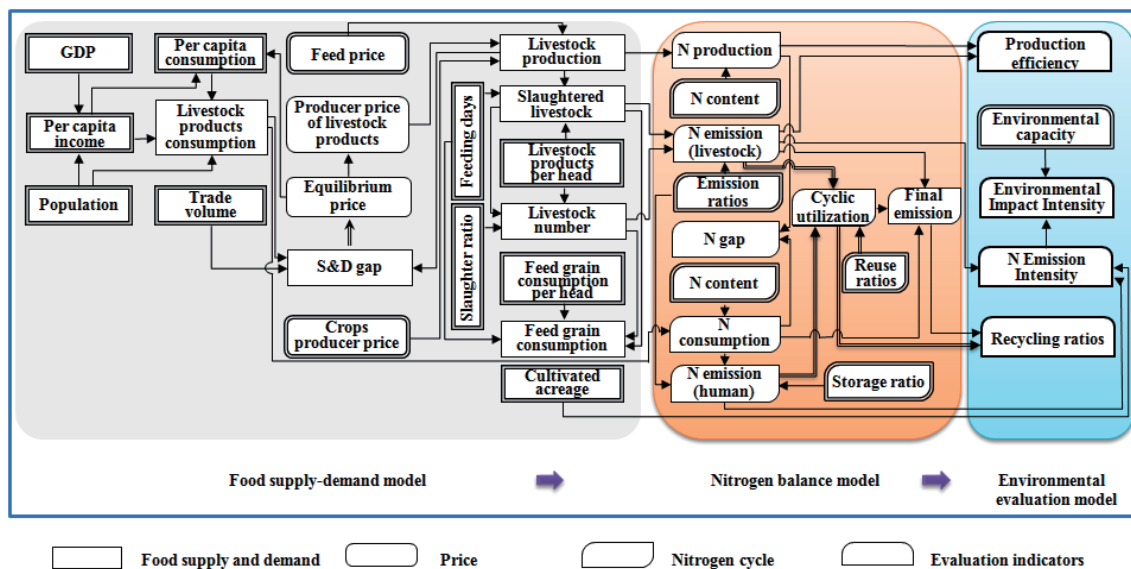 GDP
Per capita
consumption
Feed price
Livestock
production
N production
Production
efficiency
Per capita
income
Livestock
products
consumption
Producer price
of livestock
products
Feeding days
Slaughtered
livestock
N content
N emission
(livestock)
Environmental
capacity
Population
Trade
volume
Equilibrium
price
Livestock
products
per head
Emission
ratios
Cyclic
utilization
Final
emission
Environmental
Impact Intensity
Slaughter ratio
Livestock
number
N gap
S&D gap
Feed grain
consumption
per head
N content
Reuse
ratios
N Emission
Intensity
Crops
producer price
Feed grain
consumption
N
consumption
Recycling ratios
Cultivated
acreage
N emission
(human)
Storage ratio
Food supply-demand model
Nitrogen balance model
Environmental
evaluation model
Food supply and demand
Price
Nitrogen cycle
Evaluation indicators